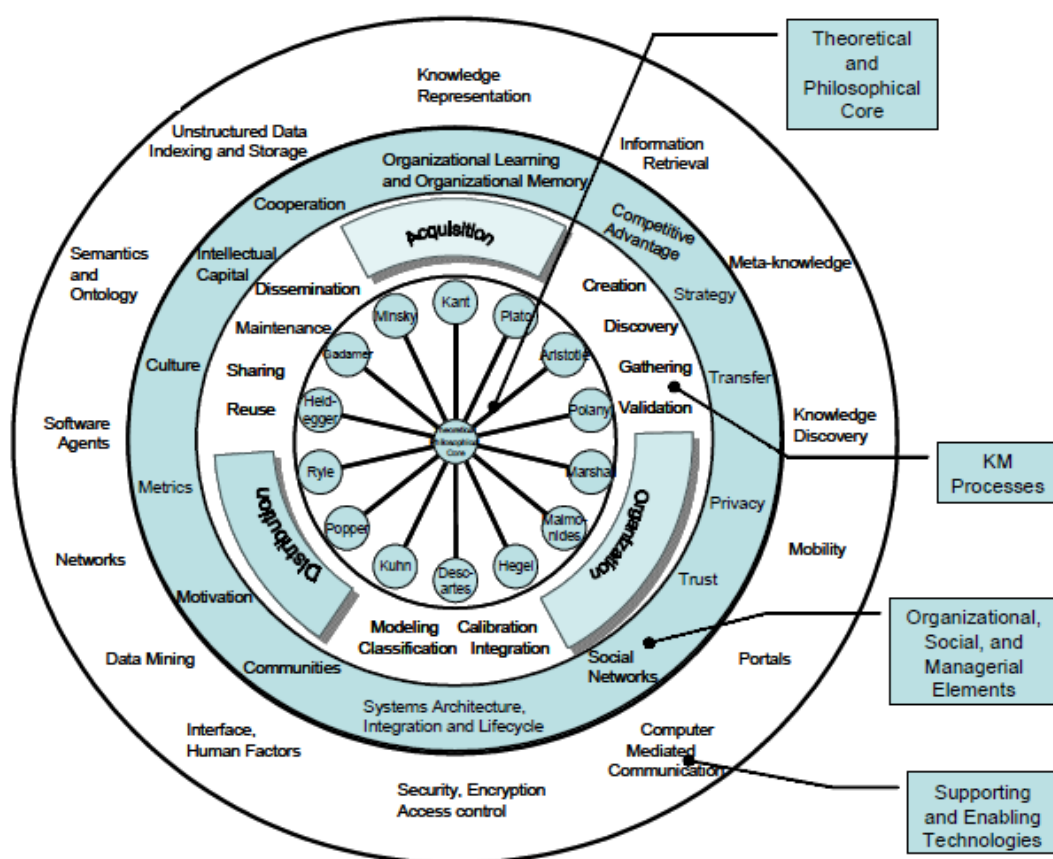 Theoretical
and
Philosophical
Core
Knowledge
Representation
Unstructured Data
Indexing and Storage
Information
Retrieval
Organizational Learning
and Organizational Memory
Cooperation
Competitive
Advantage
Acquisition
Semantics
and
Ontology
Intellectual
Capital
Meta-knowledge
Dissemination
Creation
Strategy
Minsky
Kant
Plato
Maintenance
Discovery
Gadamer
Aristotle
Culture
Sharing
Gathering
Transfer
Heid-
egger
Polany
Reuse
Validation
Software
Agents
Theoretical
Philosophical
Core
Knowledge
Discovery
KM
Processes
Ryle
Marshal
Metrics
Distribution
Organization
Privacy
Popper
Maimo-
nides
Networks
Kuhn
Desc-
artes
Hegel
Mobility
Trust
Motivation
Modeling
Classification
Calibration
Integration
Organizational,
Social, and
Managerial
Elements
Data Mining
Communities
Social
Networks
Portals
Systems Architecture,
Integration and Lifecycle
Interface,
Human Factors
Computer
Mediated
Communication
Security, Encryption
Access control
Supporting
and Enabling
Technologies